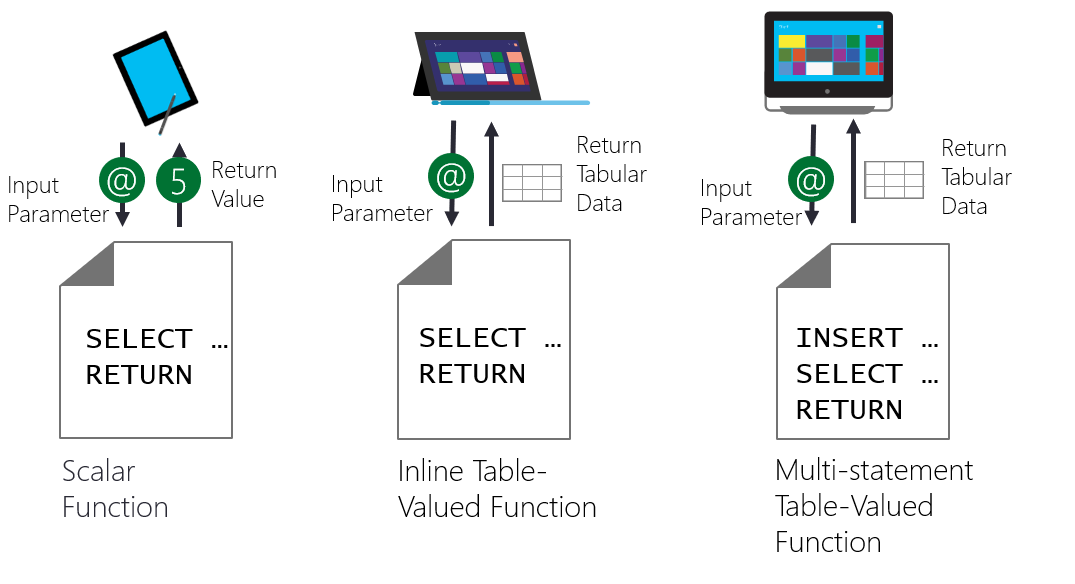 Input
Parameter
@
5
Return
Value
SELECT ...
RETURN
Scalar
Function
Input
Parameter
@
Return
Tabular
Data
SELECT ...
RETURN
Inline Table-
Valued Function
Input
Parameter
@
Return
Tabular
Data
INSERT ...
SELECT ...
RETURN
Multi-statement
Table-Valued
Function